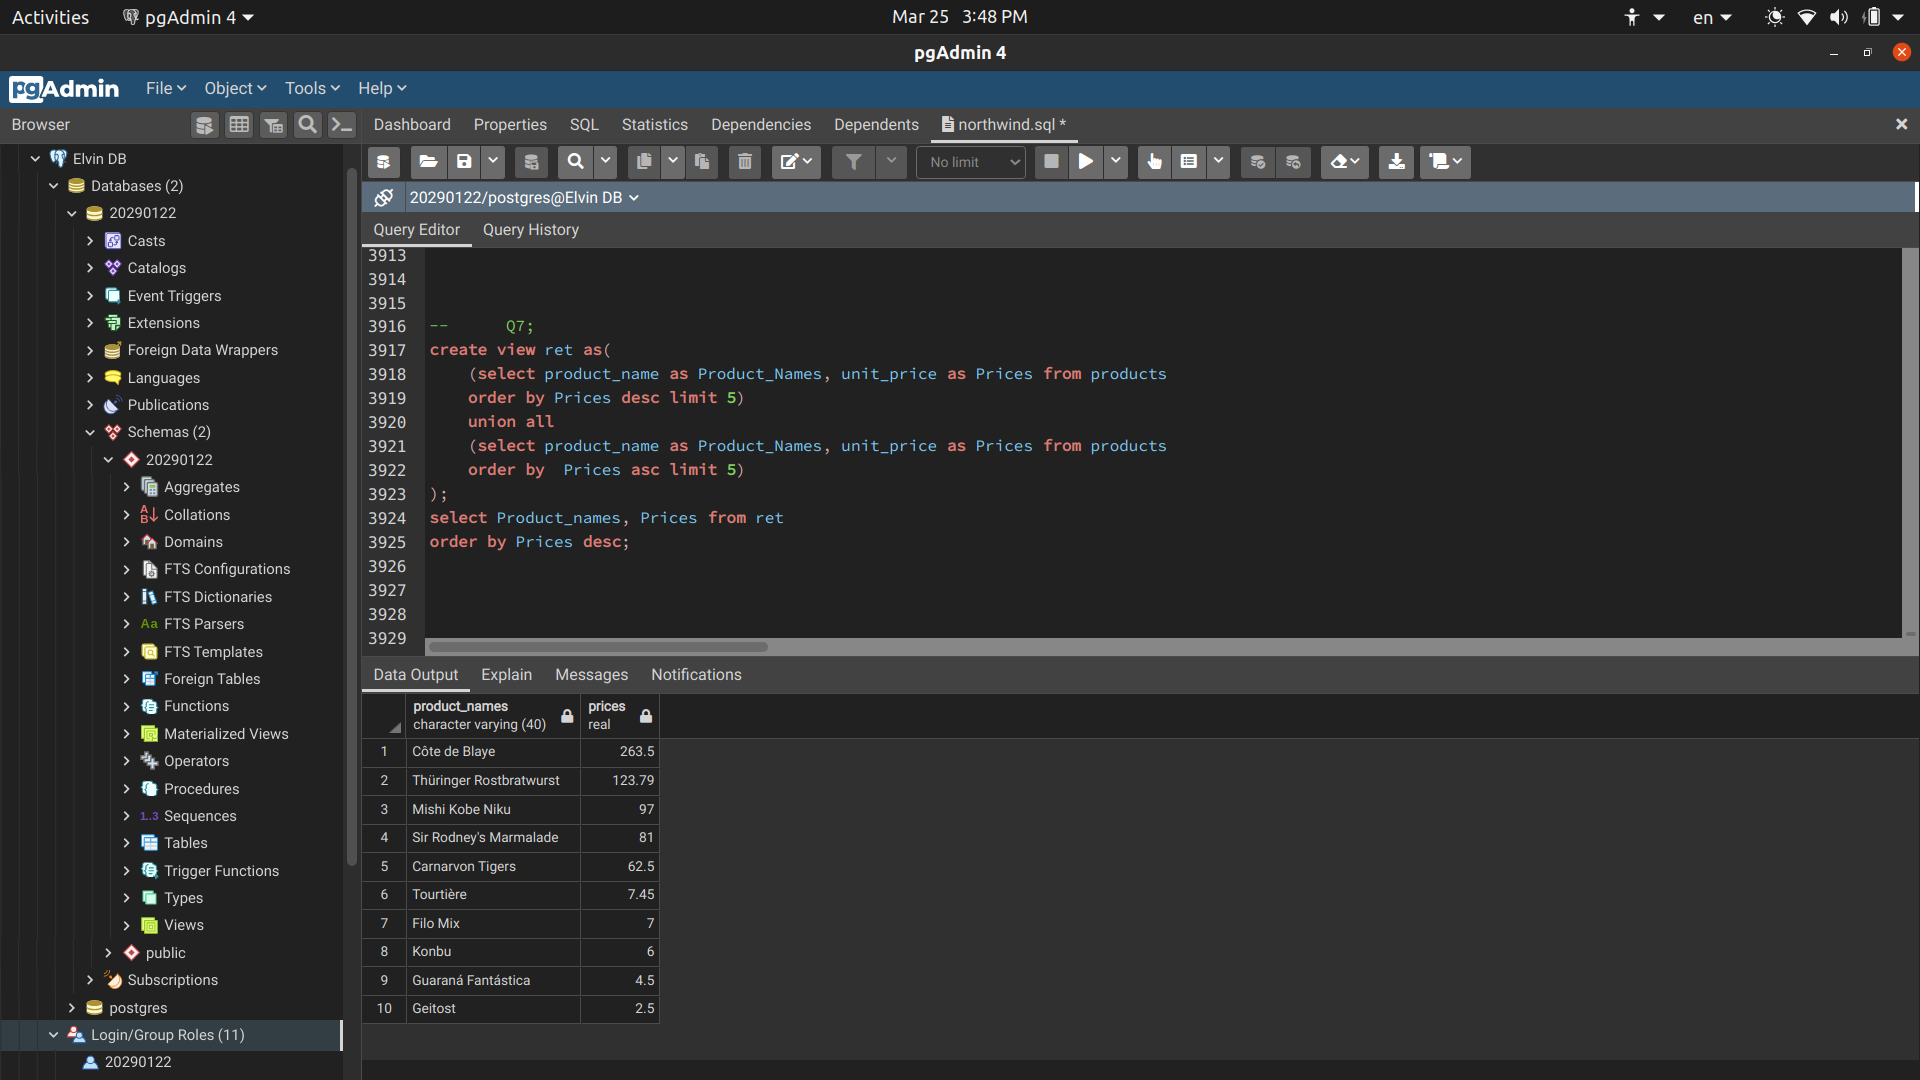 Activities pgAdmin 4 Mar 25 3:48 PM en
pgAdmin 4
pgAdmin File Object Tools Help
Browser Dashboard Properties SQL Statistics Dependencies Dependents northwind.sql *
No limit
20290122/postgres@Elvin DB
Query Editor Query History
Elvin DB
Databases (2)
20290122
Casts
Catalogs
Event Triggers
Extensions
Foreign Data Wrappers
Languages
Publications
Schemas (2)
20290122
Aggregates
Collations
Domains
FTS Configurations
FTS Dictionaries
Aa FTS Parsers
FTS Templates
Foreign Tables
Functions
Materialized Views
Operators
Procedures
1..3 Sequences
Tables
Trigger Functions
Types
Views
public
Subscriptions
postgres
Login/Group Roles (11)
20290122
3913
3914
3915
3916 -- Q7;
3917 create view ret as(
3918 (select product_name as Product_Names, unit_price as Prices from products
3919 order by Prices desc limit 5)
3920 union all
3921 (select product_name as Product_Names, unit_price as Prices from products
3922 order by Prices asc limit 5)
3923 );
3924 select Product_names, Prices from ret
3925 order by Prices desc;
3926
3927
3928
3929
Data Output Explain Messages Notifications
product_names prices
character varying (40) real
1 Côte de Blaye 263.5
2 Thüringer Rostbratwurst 123.79
3 Mishi Kobe Niku 97
4 Sir Rodney's Marmalade 81
5 Carnarvon Tigers 62.5
6 Tourtière 7.45
7 Filo Mix 7
8 Konbu 6
9 Guaraná Fantástica 4.5
10 Geitost 2.5